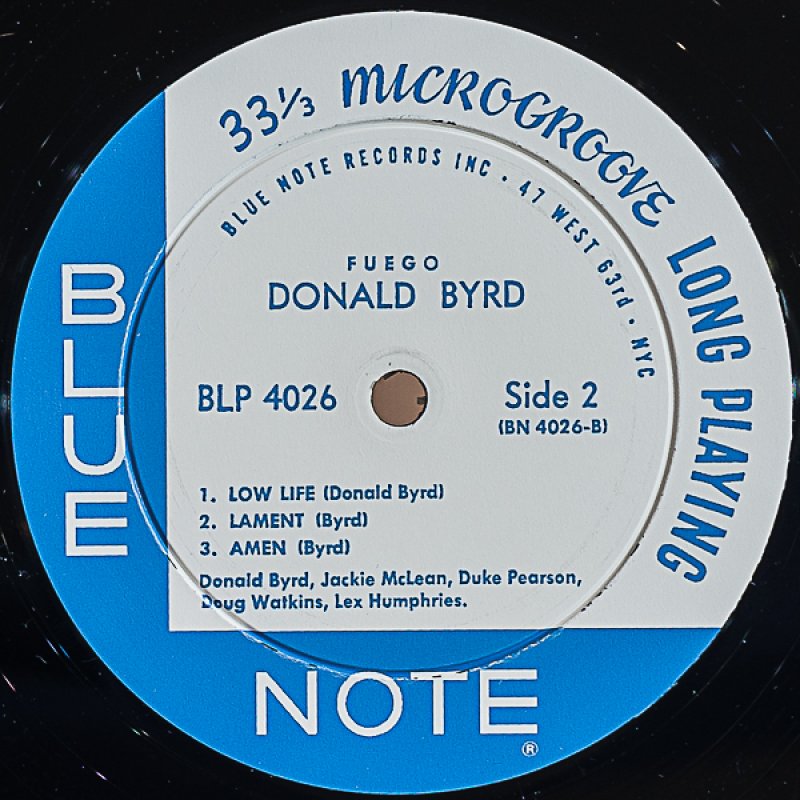 33⅓ MICROGROOVE LONG PLAYING
BLUE NOTE RECORDS INC • 47 WEST 63rd • NYC
FUEGO
DONALD BYRD
BLP 4026
Side 2
(BN 4026-B)
1. LOW LIFE (Donald Byrd)
2. LAMENT (Byrd)
3. AMEN (Byrd)
Donald Byrd, Jackie McLean, Duke Pearson,
Doug Watkins, Lex Humphries.
BLUE
NOTE
®